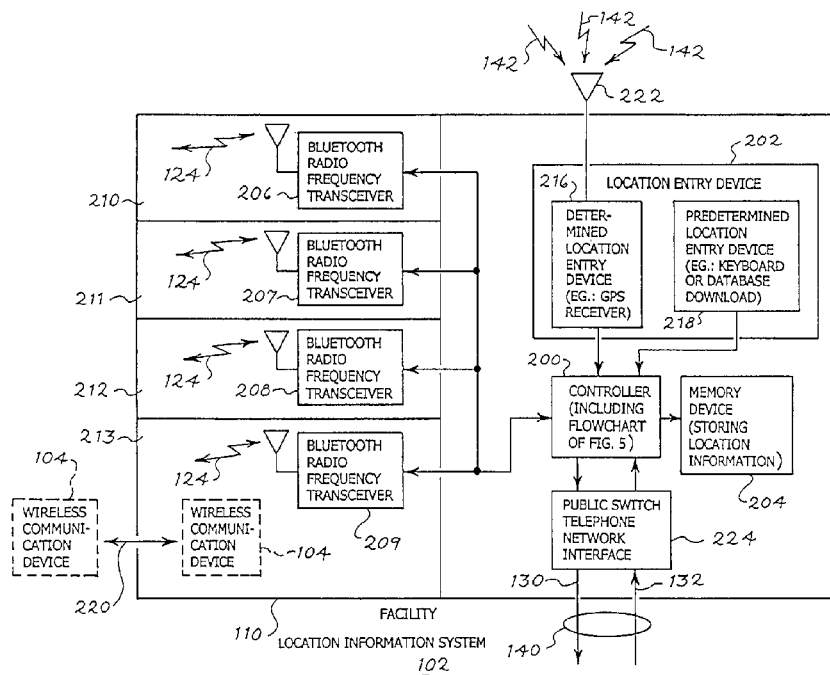 142
142
142
222
124
BLUETOOTH
RADIO
FREQUENCY
TRANSCEIVER
206
210
202
LOCATION ENTRY DEVICE
216
DETER-
MINED
LOCATION
ENTRY
DEVICE
(EG.: GPS
RECEIVER)
PREDETERMINED
LOCATION
ENTRY DEVICE
(EG.: KEYBOARD
OR DATABASE
DOWNLOAD)
218
124
BLUETOOTH
RADIO
FREQUENCY
TRANSCEIVER
207
211
124
BLUETOOTH
RADIO
FREQUENCY
TRANSCEIVER
208
212
200
CONTROLLER
(INCLUDING
FLOWCHART
OF FIG. 5)
MEMORY
DEVICE
(STORING
LOCATION
INFORMATION)
204
213
124
BLUETOOTH
RADIO
FREQUENCY
TRANSCEIVER
209
104
WIRELESS
COMMUNI-
CATION
DEVICE
220
WIRELESS
COMMUNI-
CATION
DEVICE
104
PUBLIC SWITCH
TELEPHONE
NETWORK
INTERFACE
224
130
132
110
FACILITY
LOCATION INFORMATION SYSTEM
102
140